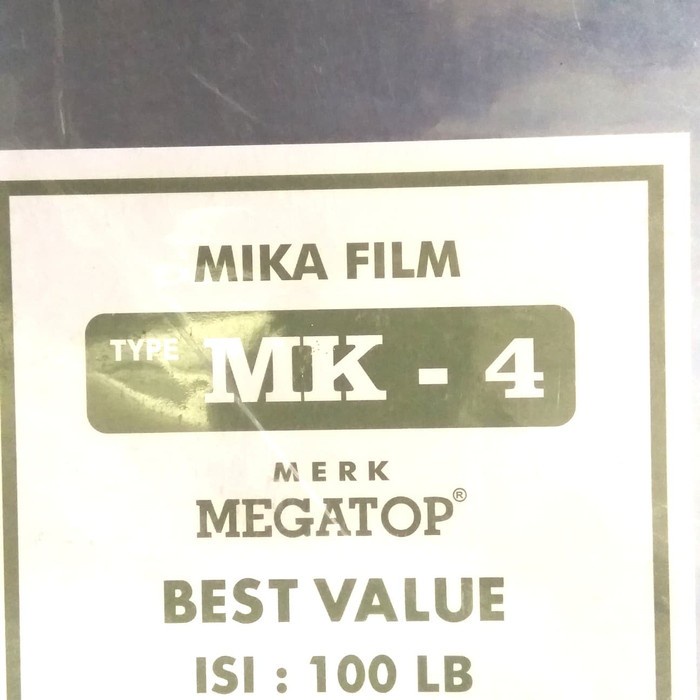 MIKA FILM
TYPE MK - 4
MERK
MEGATOP®
BEST VALUE
ISI : 100 LB